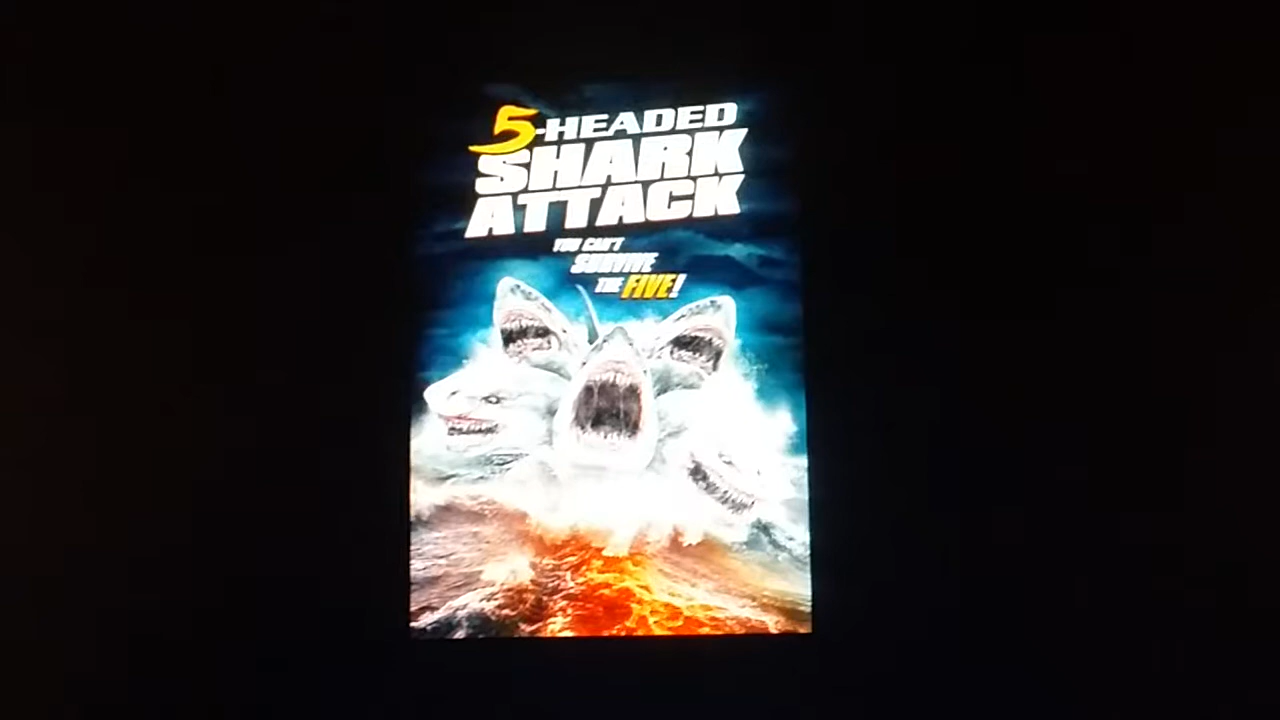 5-HEADED
SHARK
ATTACK
YOU CAN'T
SURVIVE
THE FIVE!